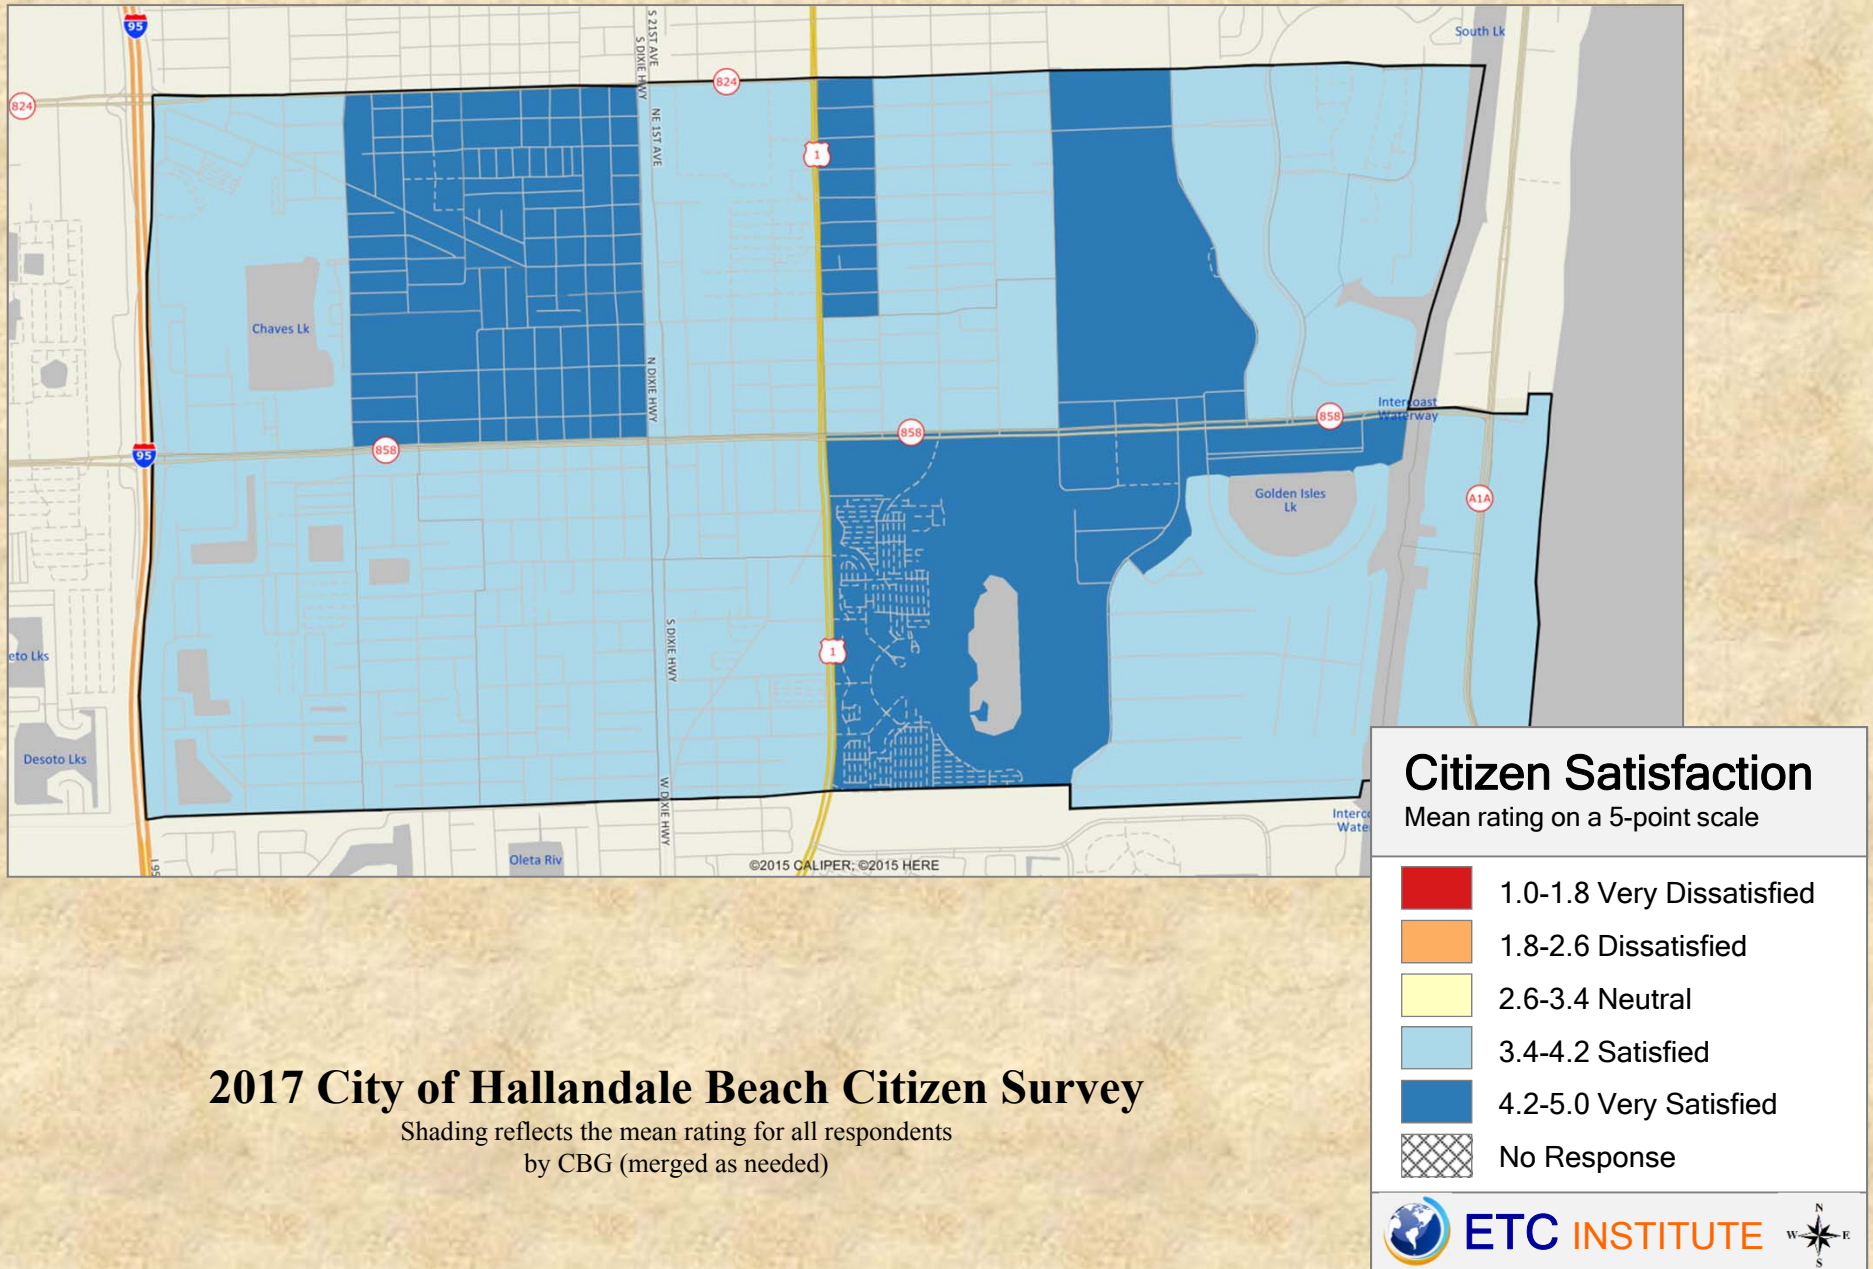 95
S 21ST AVE
S DIXIE HWY
South Lk
824
824
NE 1ST AVE
1
Chaves Lk
N DIXIE HWY
Intercoast
Waterway
858
858
858
95
Golden Isles
Lk
A1A
S DIXIE HWY
1
eto Lks
Desoto Lks
W DIXIE HWY
Oleta Riv
I 95
©2015 CALIPER; ©2015 HERE
Interco
Wate
Citizen Satisfaction
Mean rating on a 5-point scale
1.0-1.8 Very Dissatisfied
1.8-2.6 Dissatisfied
2.6-3.4 Neutral
3.4-4.2 Satisfied
4.2-5.0 Very Satisfied
No Response
2017 City of Hallandale Beach Citizen Survey
Shading reflects the mean rating for all respondents
by CBG (merged as needed)
ETC INSTITUTE
N
W E
S